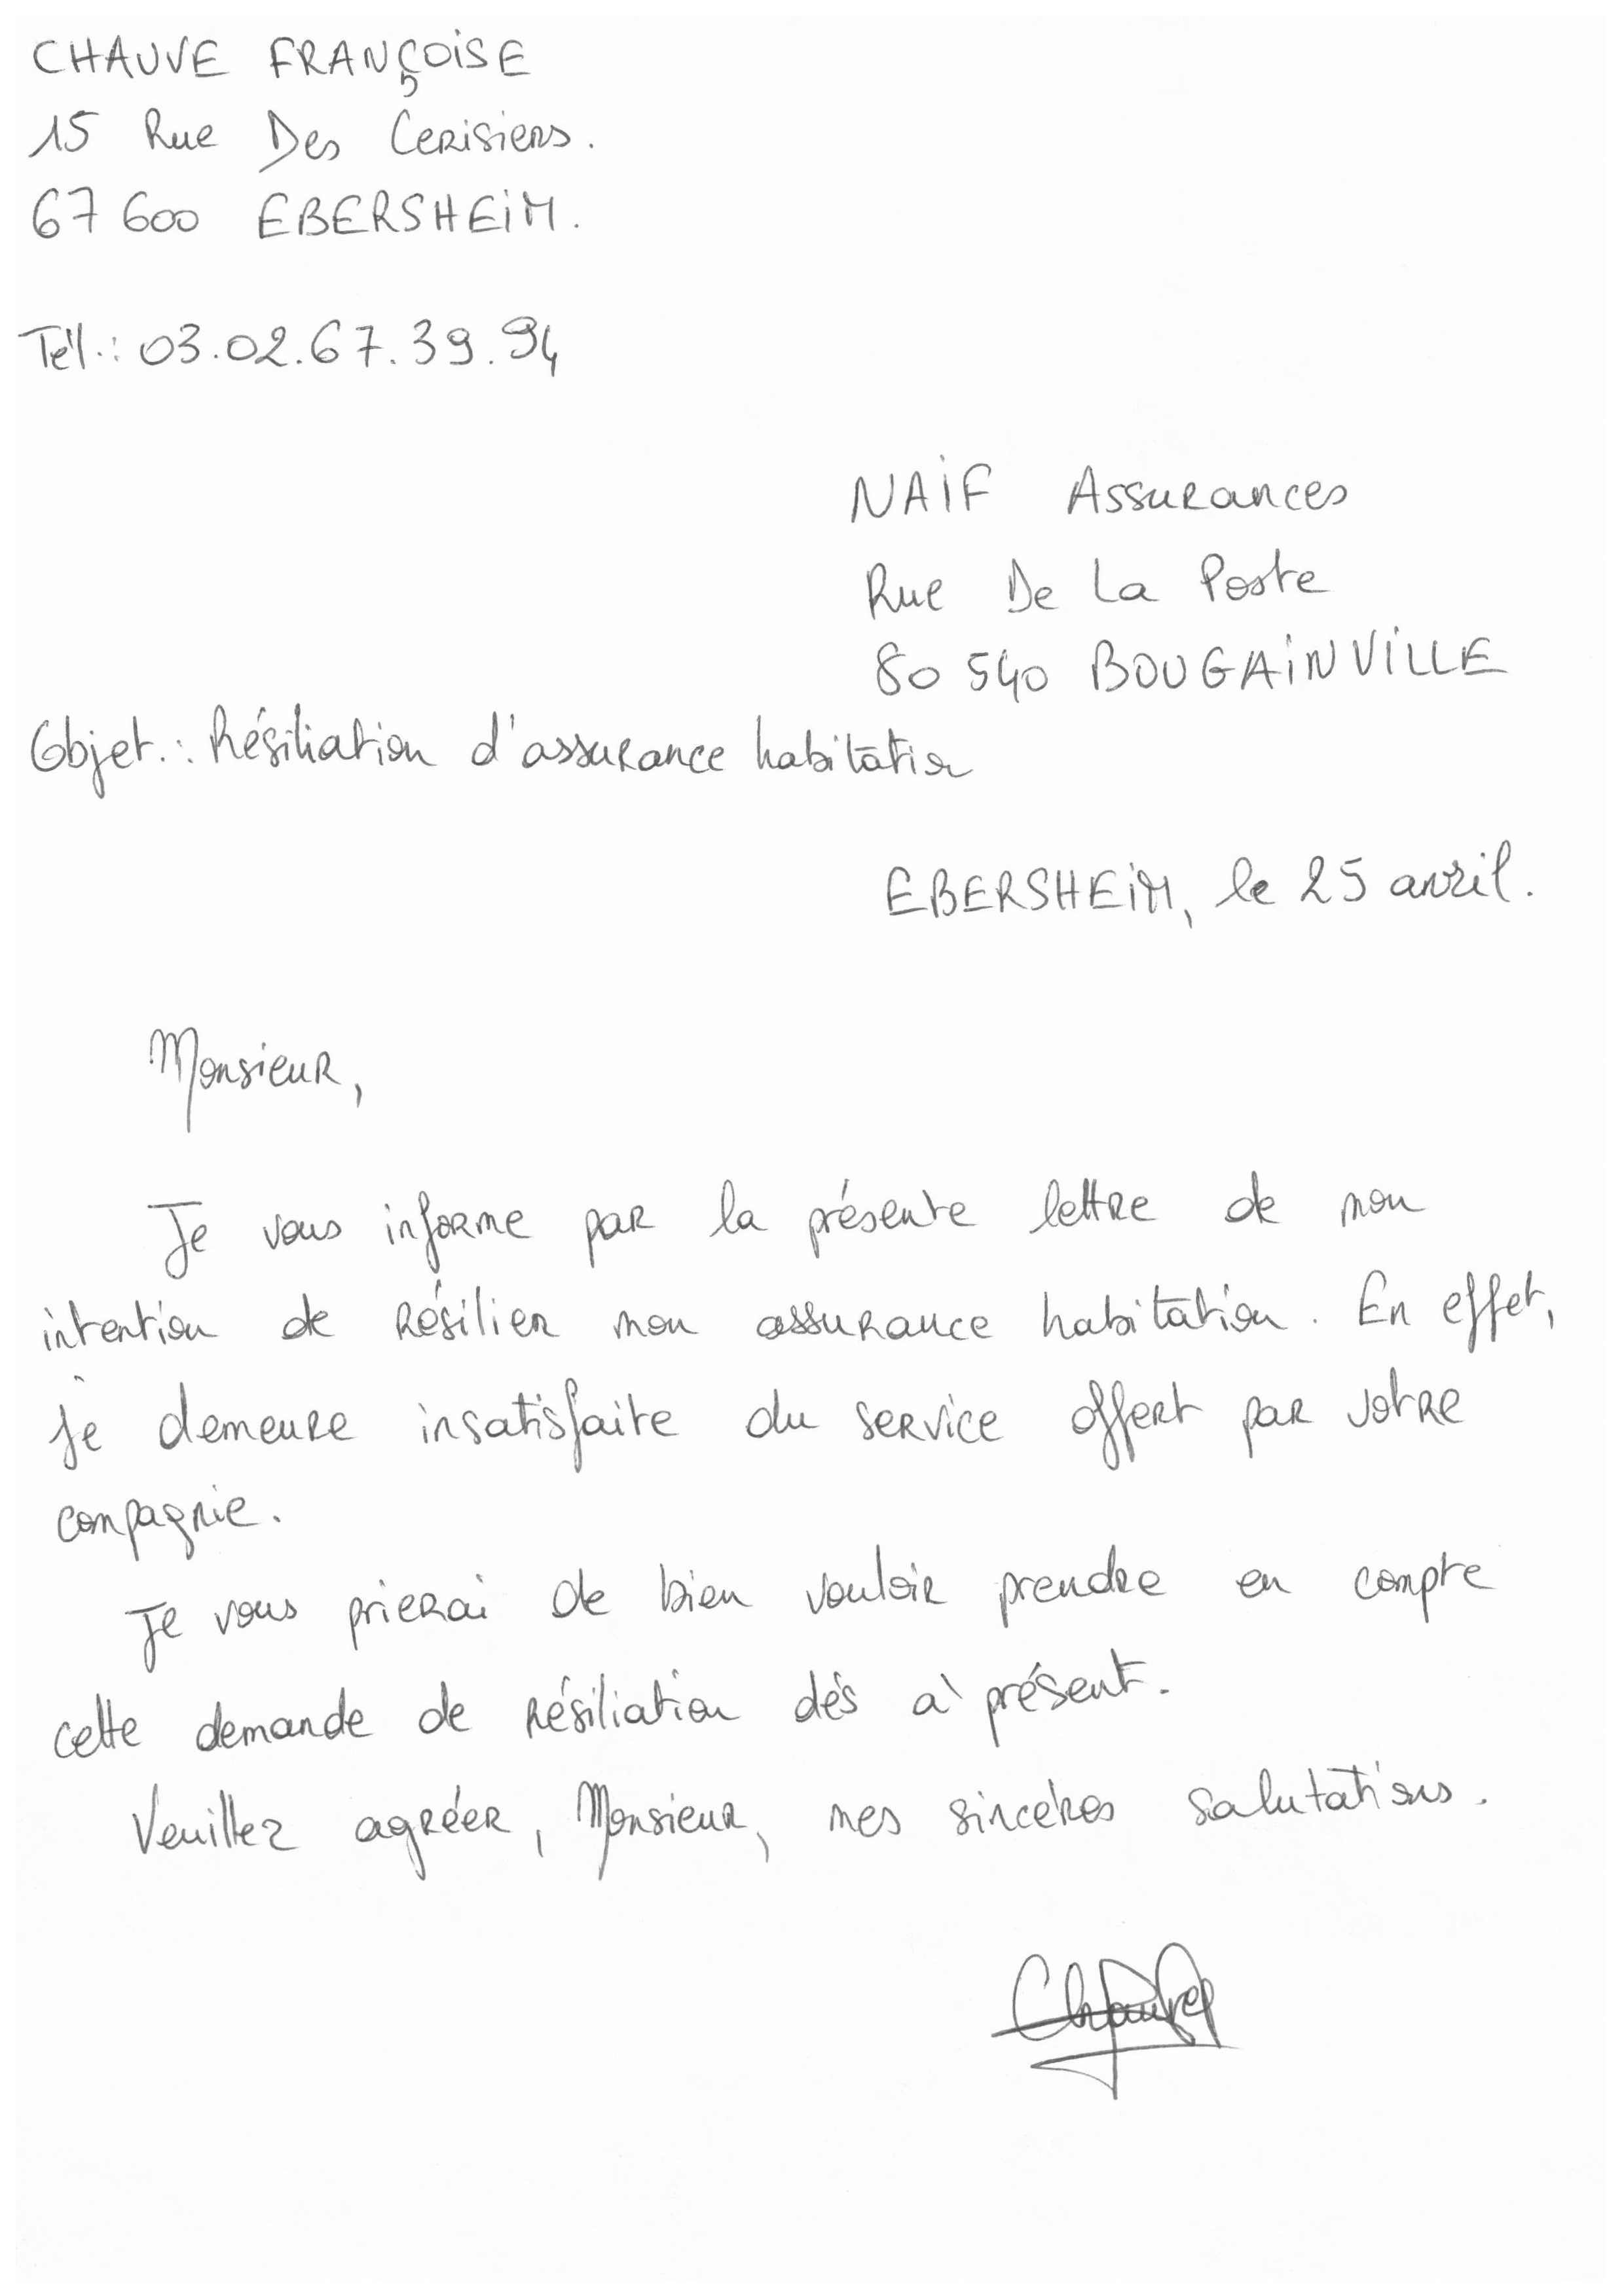 CHAUVE FRANÇOISE
15 Rue Des Cerisiers.
67 600 EBERSHEIM.
Tél.: 03.02.67.39.94
NAIF Assurances
Rue De La Poste
80 540 BOUGAINVILLE
Objet.: Résiliation d'assurance habitation
EBERSHEIM, le 25 avril.
Monsieur,
Je vous informe par la présente lettre de mon
intention de résilier mon assurance habitation. En effet,
je demeure insatisfaite du service offert par votre
compagnie.
Je vous prierai de bien vouloir prendre en compte
cette demande de résiliation dés à présent.
Veuillez agréer, Monsieur, mes sincères salutations.